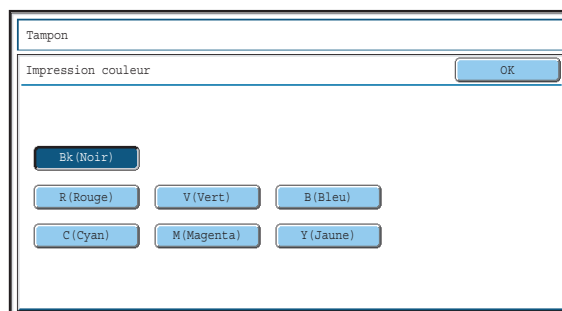 Tampon
Impression couleur OK
Bk(Noir)
R(Rouge) V(Vert) B(Bleu)
C(Cyan) M(Magenta) Y(Jaune)